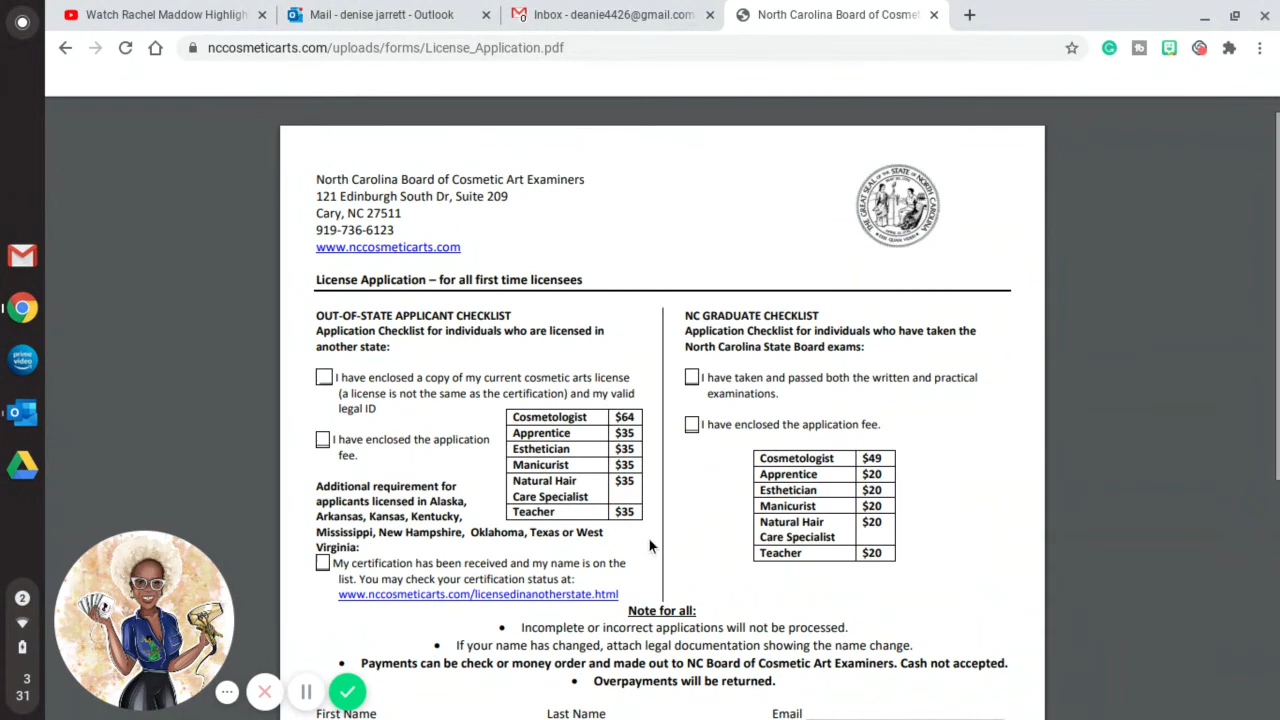 Watch Rachel Maddow Highligh
Mail - denise jarrett - Outlook
Inbox - deanie4426@gmail.com
North Carolina Board of Cosmet
nccosmeticarts.com/uploads/forms/License_Application.pdf
North Carolina Board of Cosmetic Art Examiners
121 Edinburgh South Dr, Suite 209
Cary, NC 27511
919-736-6123
www.nccosmeticarts.com
License Application – for all first time licensees
OUT-OF-STATE APPLICANT CHECKLIST
Application Checklist for individuals who are licensed in
another state:
I have enclosed a copy of my current cosmetic arts license
(a license is not the same as the certification) and my valid
legal ID
I have enclosed the application
fee.
Cosmetologist $64
Apprentice $35
Esthetician $35
Manicurist $35
Natural Hair $35
Care Specialist
Teacher $35
Additional requirement for
applicants licensed in Alaska,
Arkansas, Kansas, Kentucky,
Mississippi, New Hampshire, Oklahoma, Texas or West
Virginia:
My certification has been received and my name is on the
list. You may check your certification status at:
www.nccosmeticarts.com/licensedinanotherstate.html
NC GRADUATE CHECKLIST
Application Checklist for individuals who have taken the
North Carolina State Board exams:
I have taken and passed both the written and practical
examinations.
I have enclosed the application fee.
Cosmetologist $49
Apprentice $20
Esthetician $20
Manicurist $20
Natural Hair $20
Care Specialist
Teacher $20
Note for all:
• Incomplete or incorrect applications will not be processed.
• If your name has changed, attach legal documentation showing the name change.
• Payments can be check or money order and made out to NC Board of Cosmetic Art Examiners. Cash not accepted.
• Overpayments will be returned.
First Name Last Name Email
prime
video
2
3
31